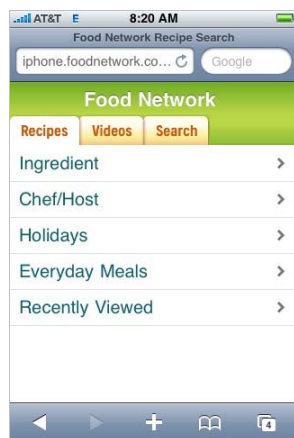 AT&T E 8:20 AM
Food Network Recipe Search
iphone.foodnetwork.co... Google
Food Network
Recipes Videos Search
Ingredient
Chef/Host
Holidays
Everyday Meals
Recently Viewed
4